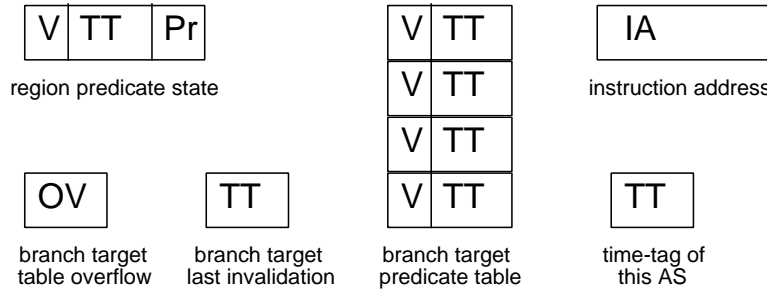 V TT Pr
region predicate state
V TT
V TT
V TT
V TT
branch target
predicate table
IA
instruction address
OV
branch target
table overflow
TT
branch target
last invalidation
TT
time-tag of
this AS